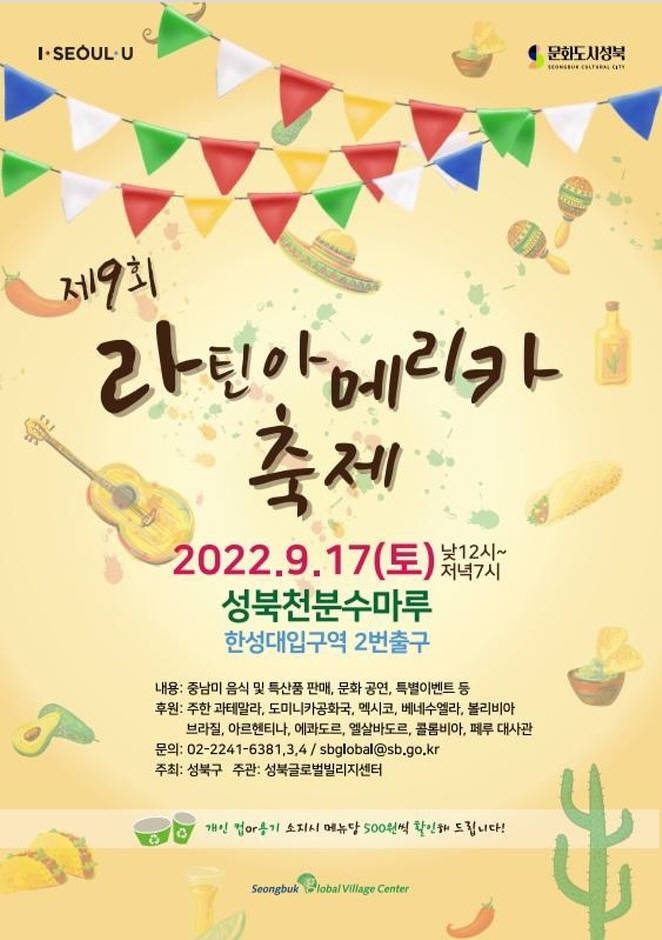 I·SEOUL·U
문화도시성북
SEONGBUK CULTURAL CITY
제9회
라틴아메리카
축제
2022.9.17(토) 낮12시~
저녁7시
성북천분수마루
한성대입구역 2번출구
내용: 중남미 음식 및 특산품 판매, 문화 공연, 특별이벤트 등
후원: 주한 과테말라, 도미니카공화국, 멕시코, 베네수엘라, 볼리비아
브라질, 아르헨티나, 에콰도르, 엘살바도르, 콜롬비아, 페루 대사관
문의: 02-2241-6381,3,4 / sbglobal@sb.go.kr
주최: 성북구 주관: 성북글로벌빌리지센터
개인 컵or용기 소지시 메뉴당 500원씩 할인해 드립니다!
Seongbuk Global Village Center